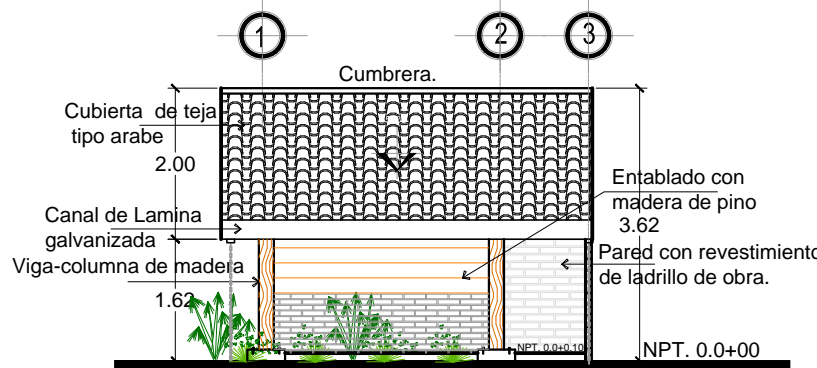 1
2
3
Cumbrera.
Cubierta de teja
tipo arabe
2.00
Canal de Lamina
galvanizada
Viga-columna de madera
1.62
Entablado con
madera de pino
3.62
Pared con revestimiento
de ladrillo de obra.
NPT. 0.0+0.10
NPT. 0.0+00